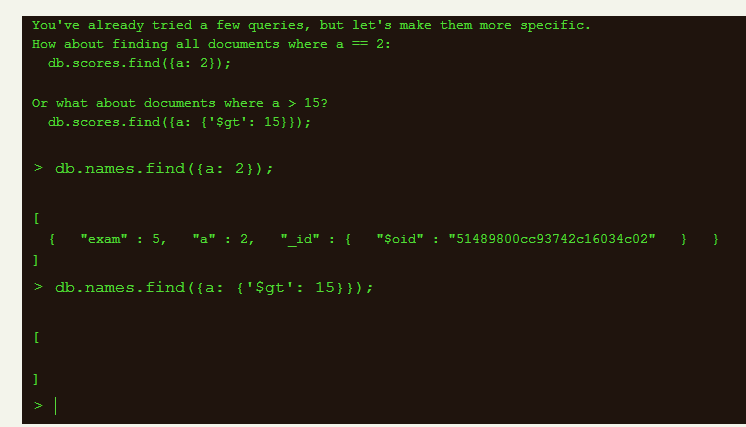 You've already tried a few queries, but let's make them more specific.
How about finding all documents where a == 2:
db.scores.find({a: 2});
Or what about documents where a > 15?
db.scores.find({a: {'$gt': 15}});
> db.names.find({a: 2});
[
{ "exam" : 5, "a" : 2, "_id" : { "$oid" : "51489800cc93742c16034c02" } }
]
> db.names.find({a: {'$gt': 15}});
[
]
>